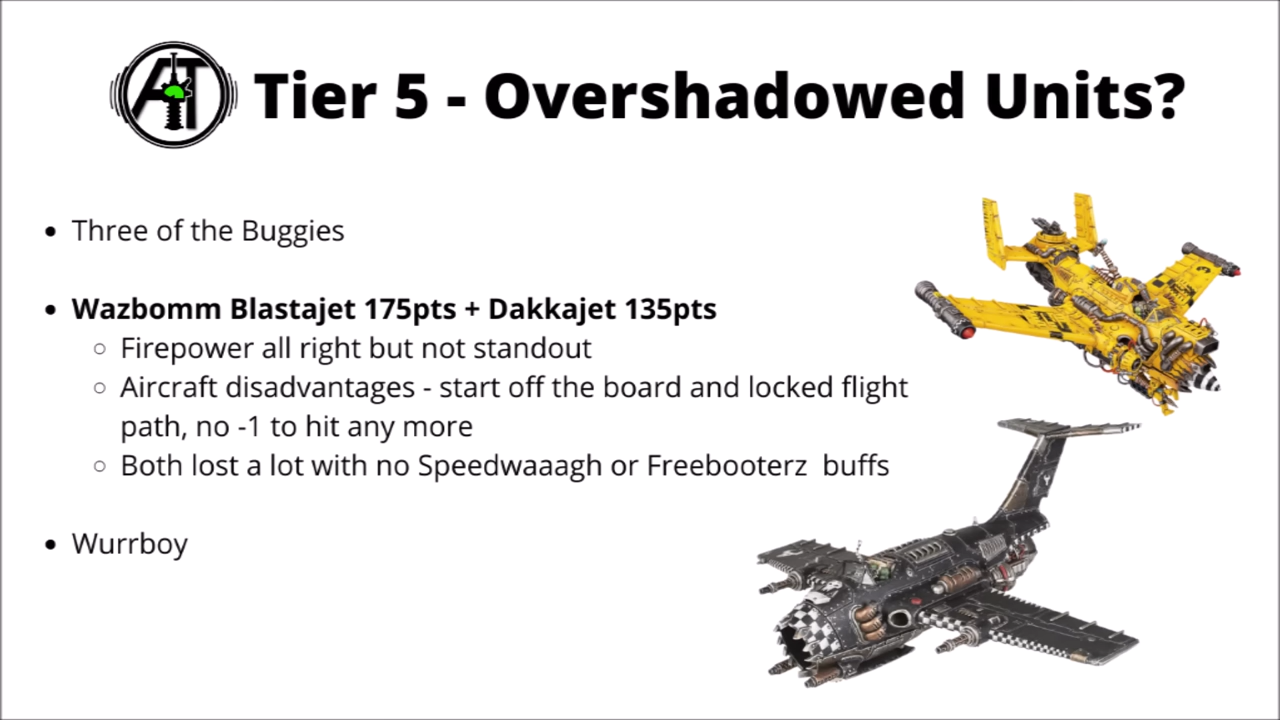 AT
Tier 5 - Overshadowed Units?
• Three of the Buggies
• Wazbomm Blastajet 175pts + Dakkajet 135pts
○ Firepower all right but not standout
○ Aircraft disadvantages - start off the board and locked flight
path, no -1 to hit any more
○ Both lost a lot with no Speedwaaagh or Freebooterz buffs
• Wurrboy